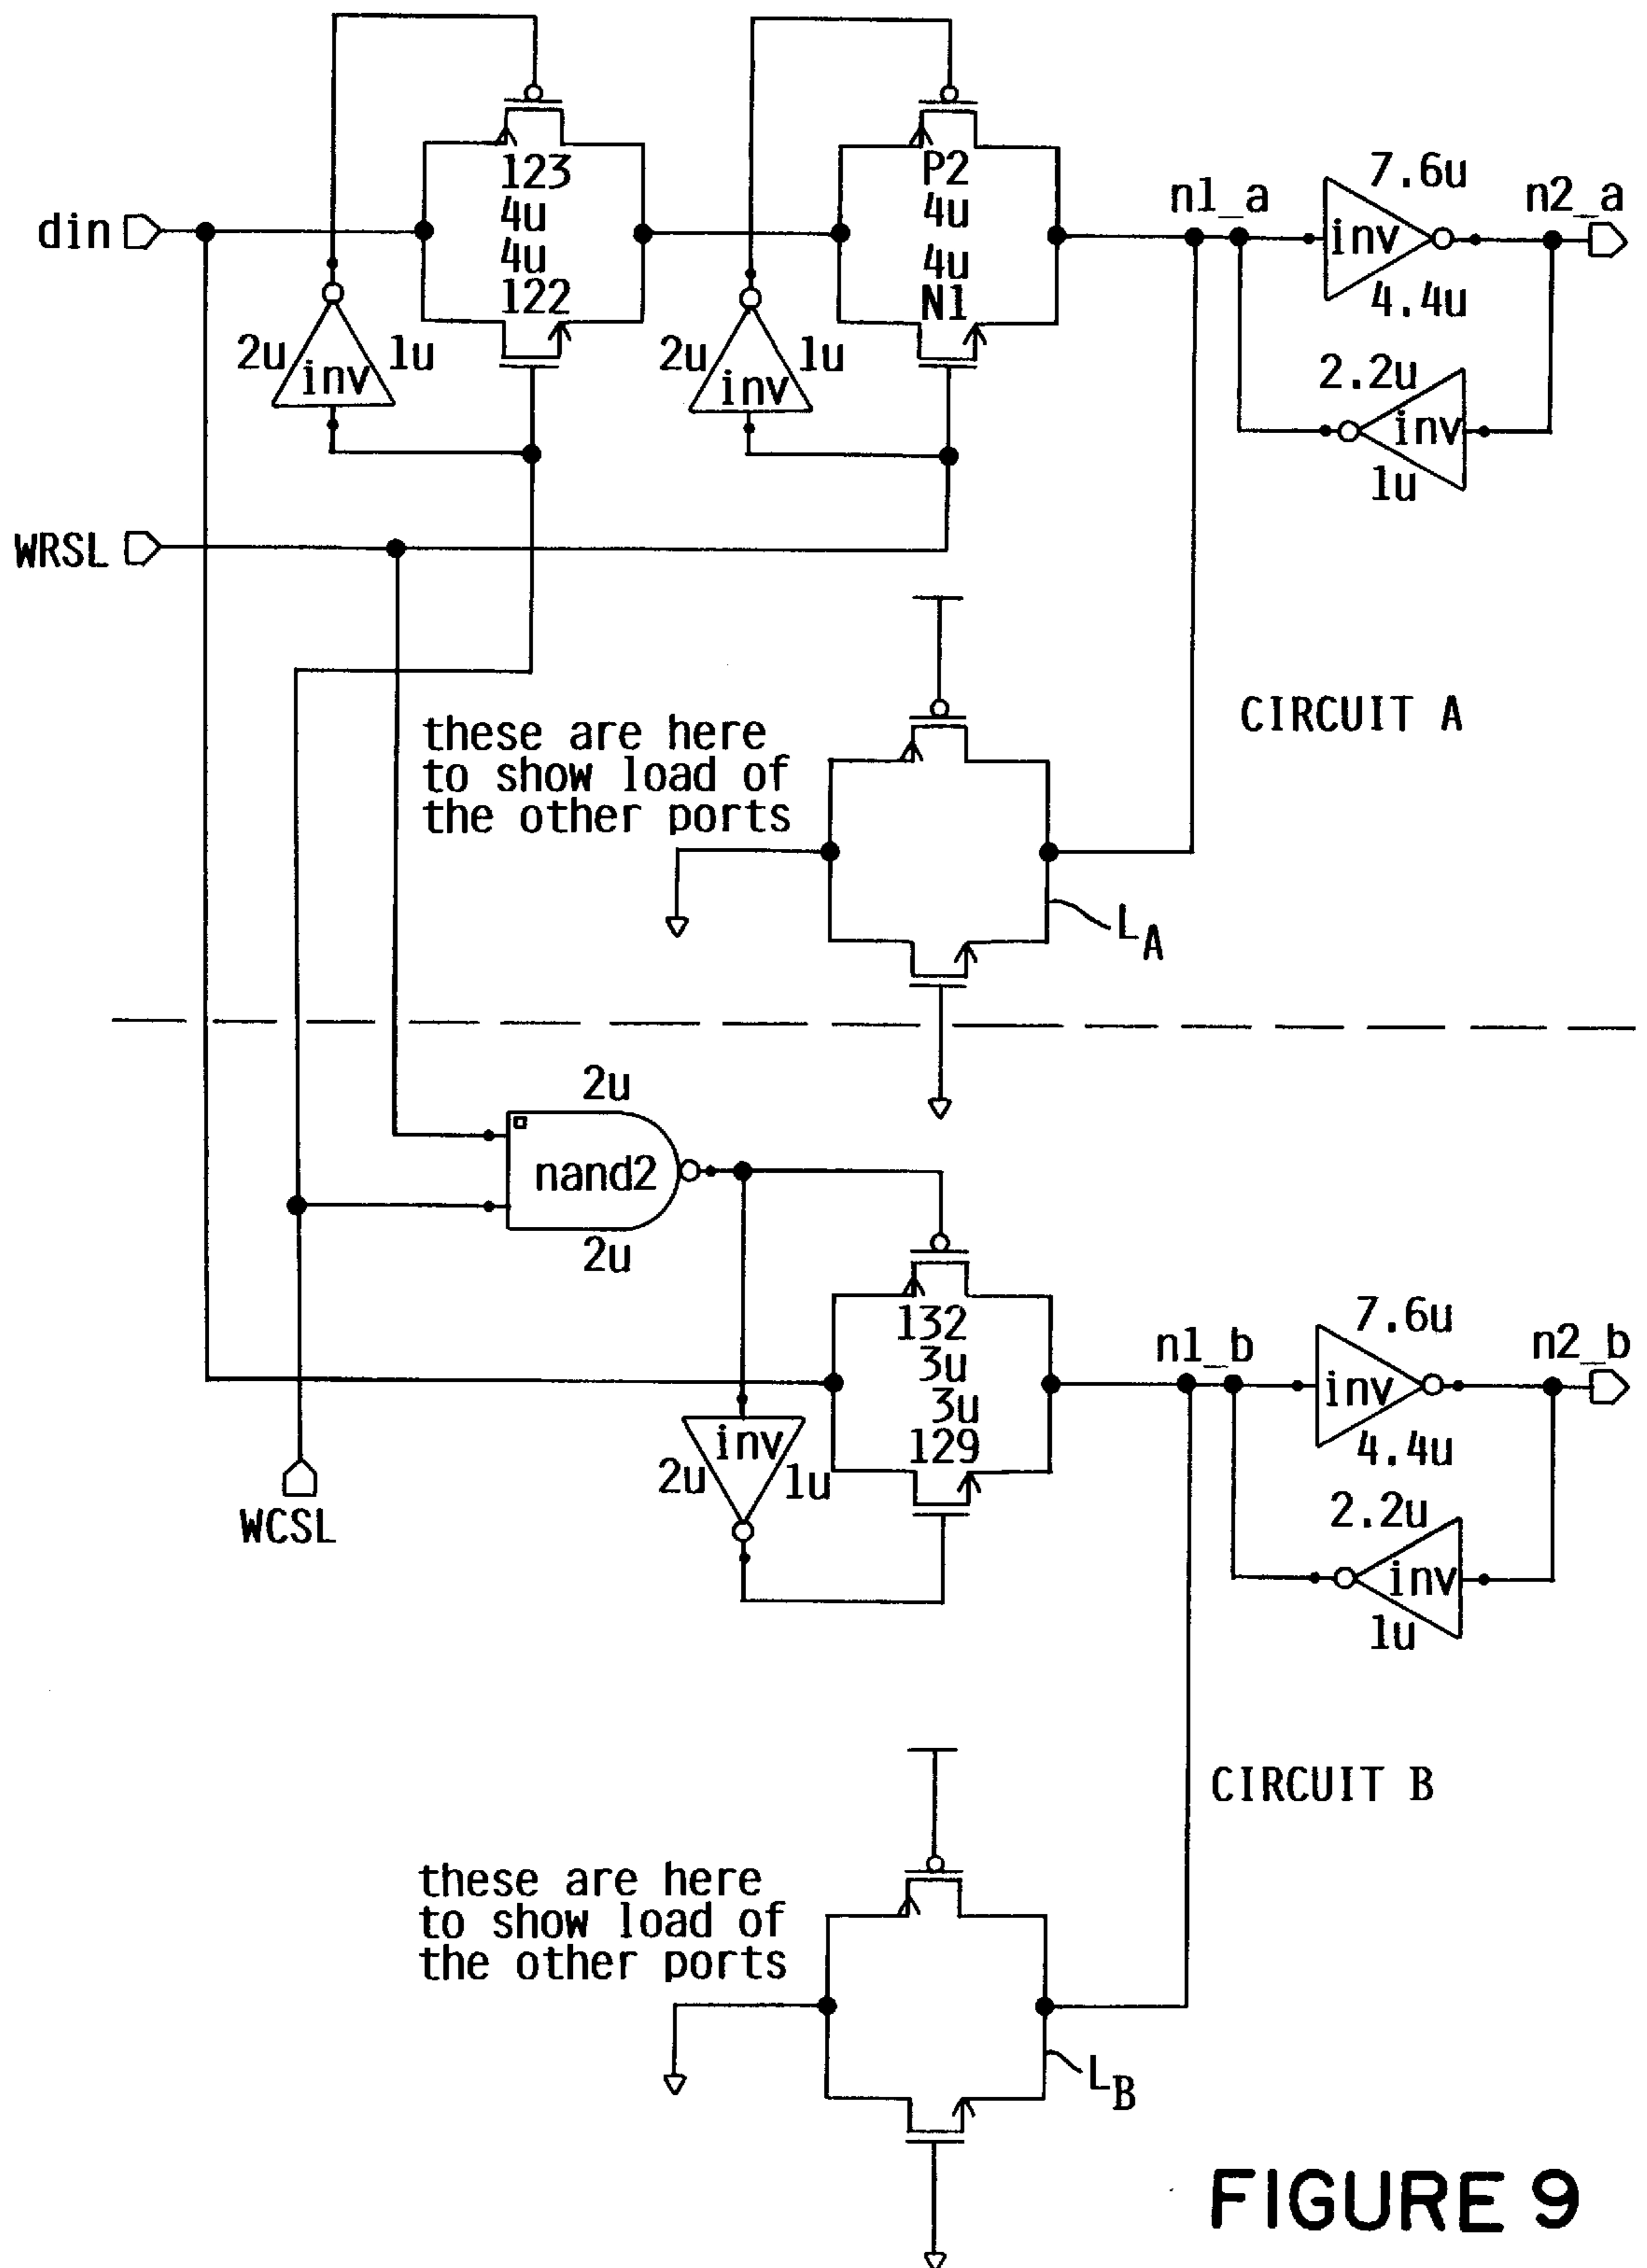 123
4u
4u
122
P2
4u
4u
N1
din
n1_a
7.6u
inv
4.4u
n2_a
2u
inv
1u
2u
inv
1u
2.2u
inv
1u
WRSL
CIRCUIT A
these are here
to show load of
the other ports
LA
2u
nand2
2u
132
3u
3u
129
n1_b
7.6u
inv
4.4u
n2_b
inv
2u
1u
WCSL
2.2u
inv
1u
CIRCUIT B
these are here
to show load of
the other ports
LB
FIGURE 9